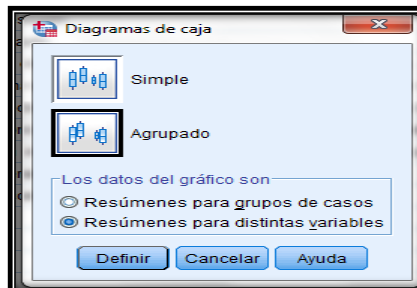 Diagramas de caja
Simple
Agrupado
Los datos del gráfico son
Resúmenes para grupos de casos
Resúmenes para distintas variables
Definir Cancelar Ayuda